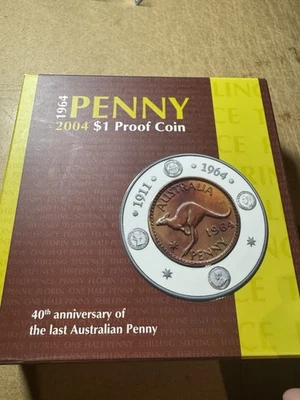 1964 PENNY
2004 $1 Proof Coin
1911 • 1964
AUSTRALIA
1964
PENNY
40th anniversary of
the last Australian Penny